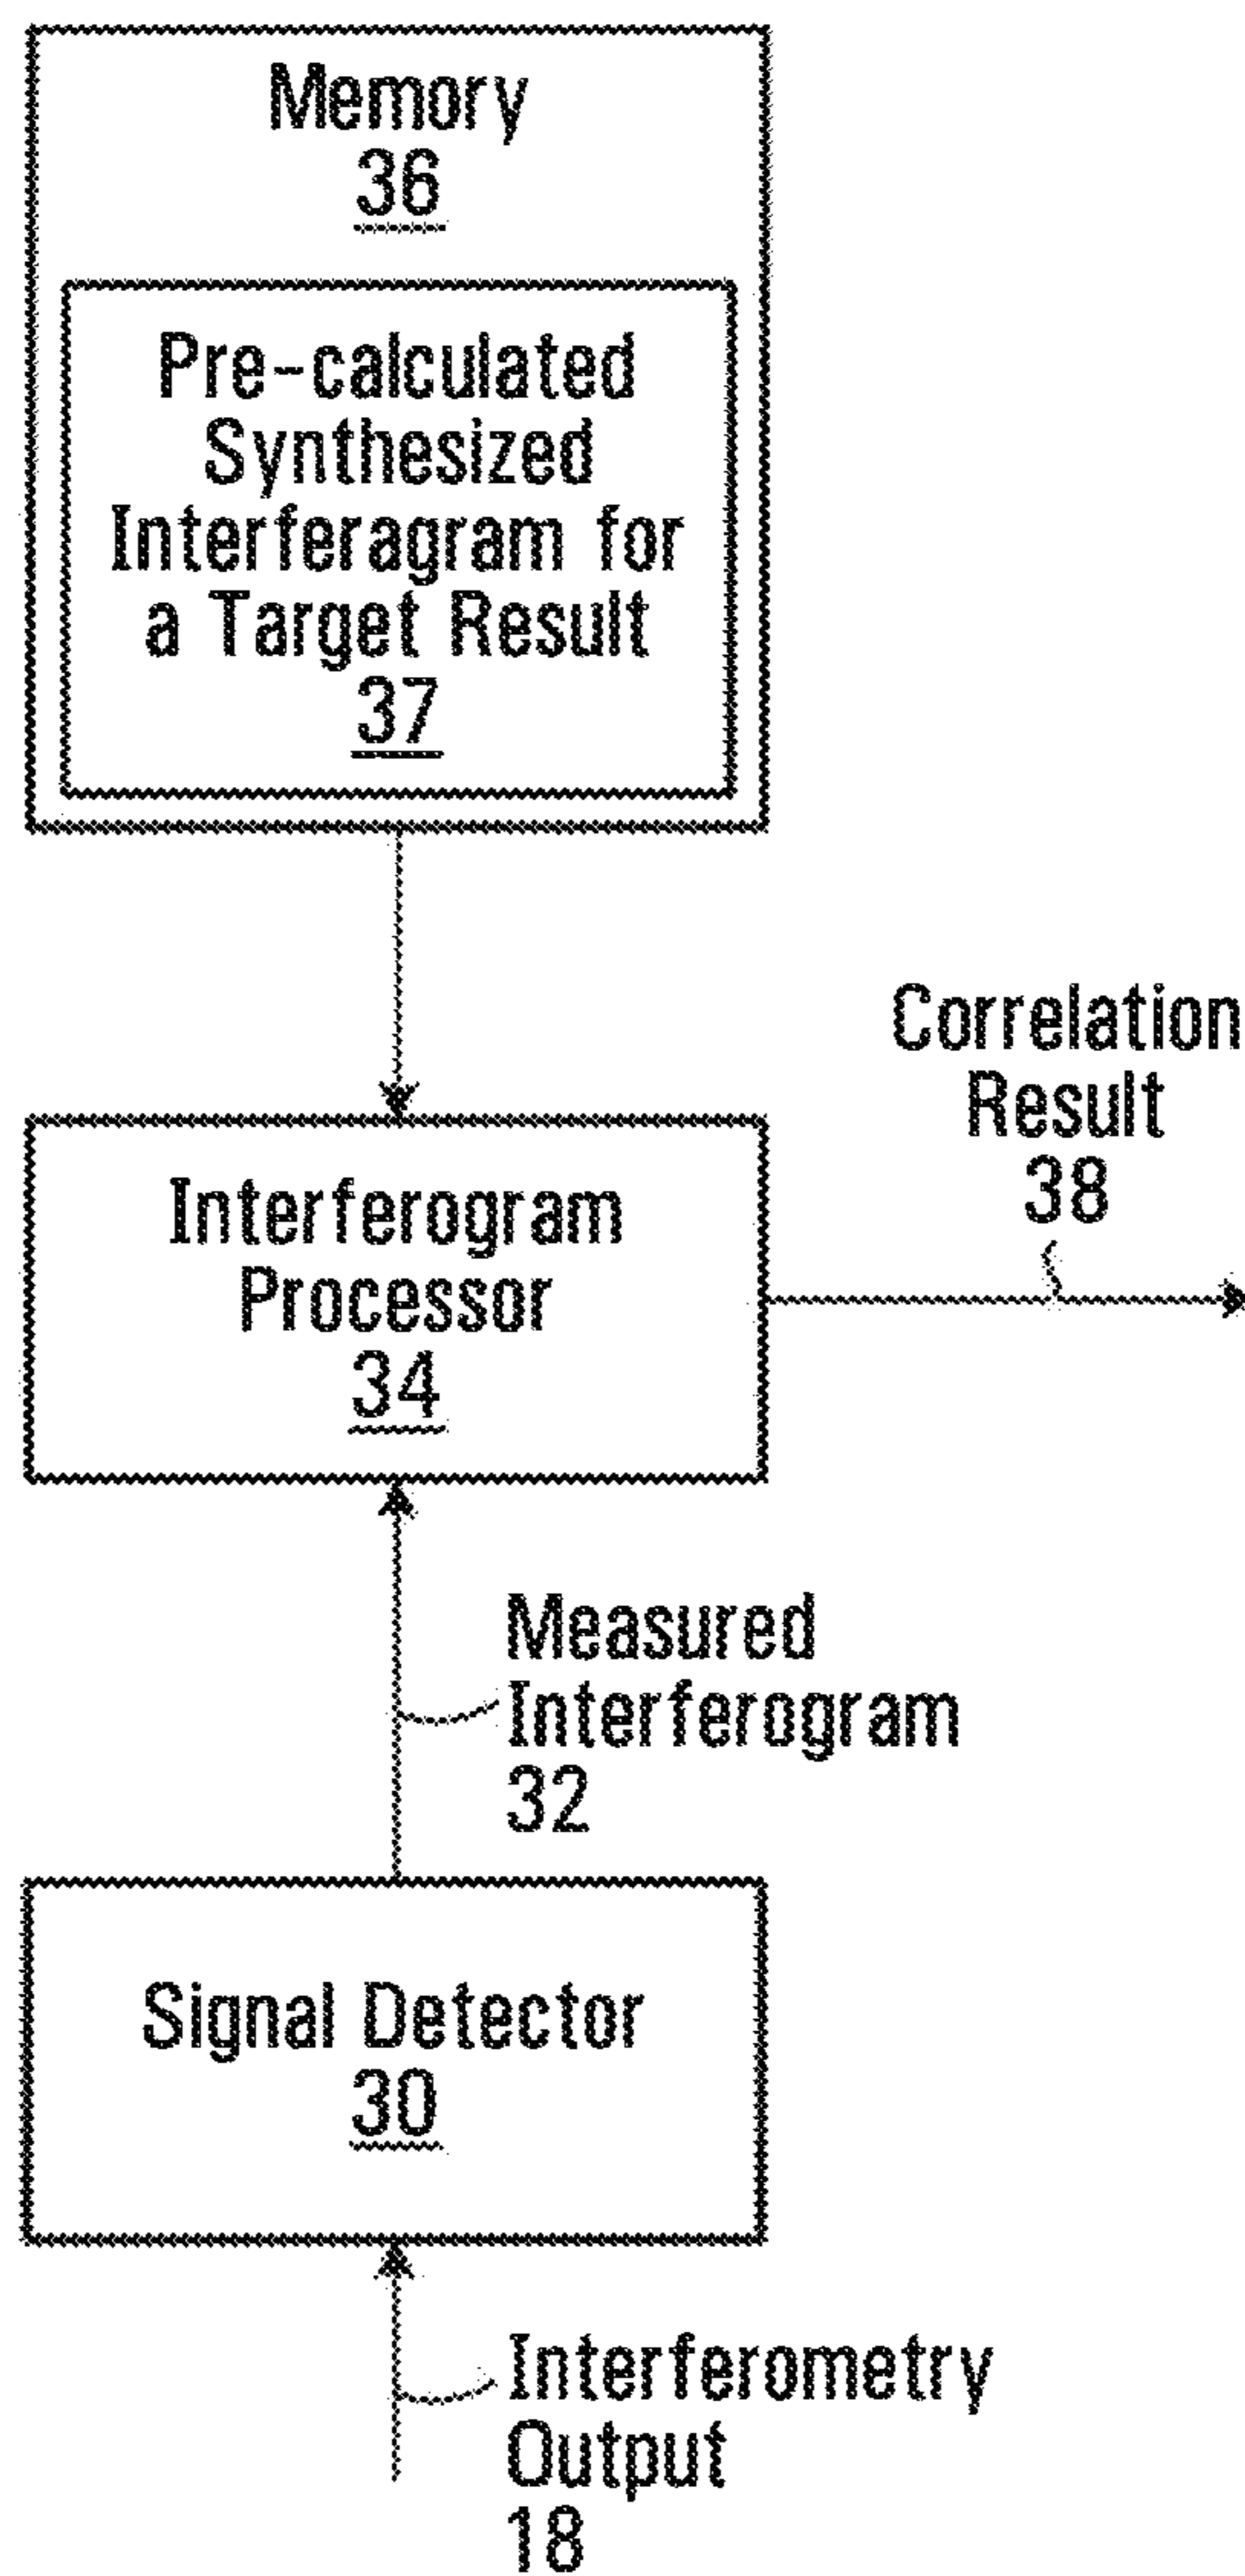 Memory
36
Pre-calculated
Synthesized
Interferagram for
a Target Result
37
Correlation
Result
38
Interferogram
Processor
34
Measured
Interferogram
32
Signal Detector
30
Interferometry
Output
18